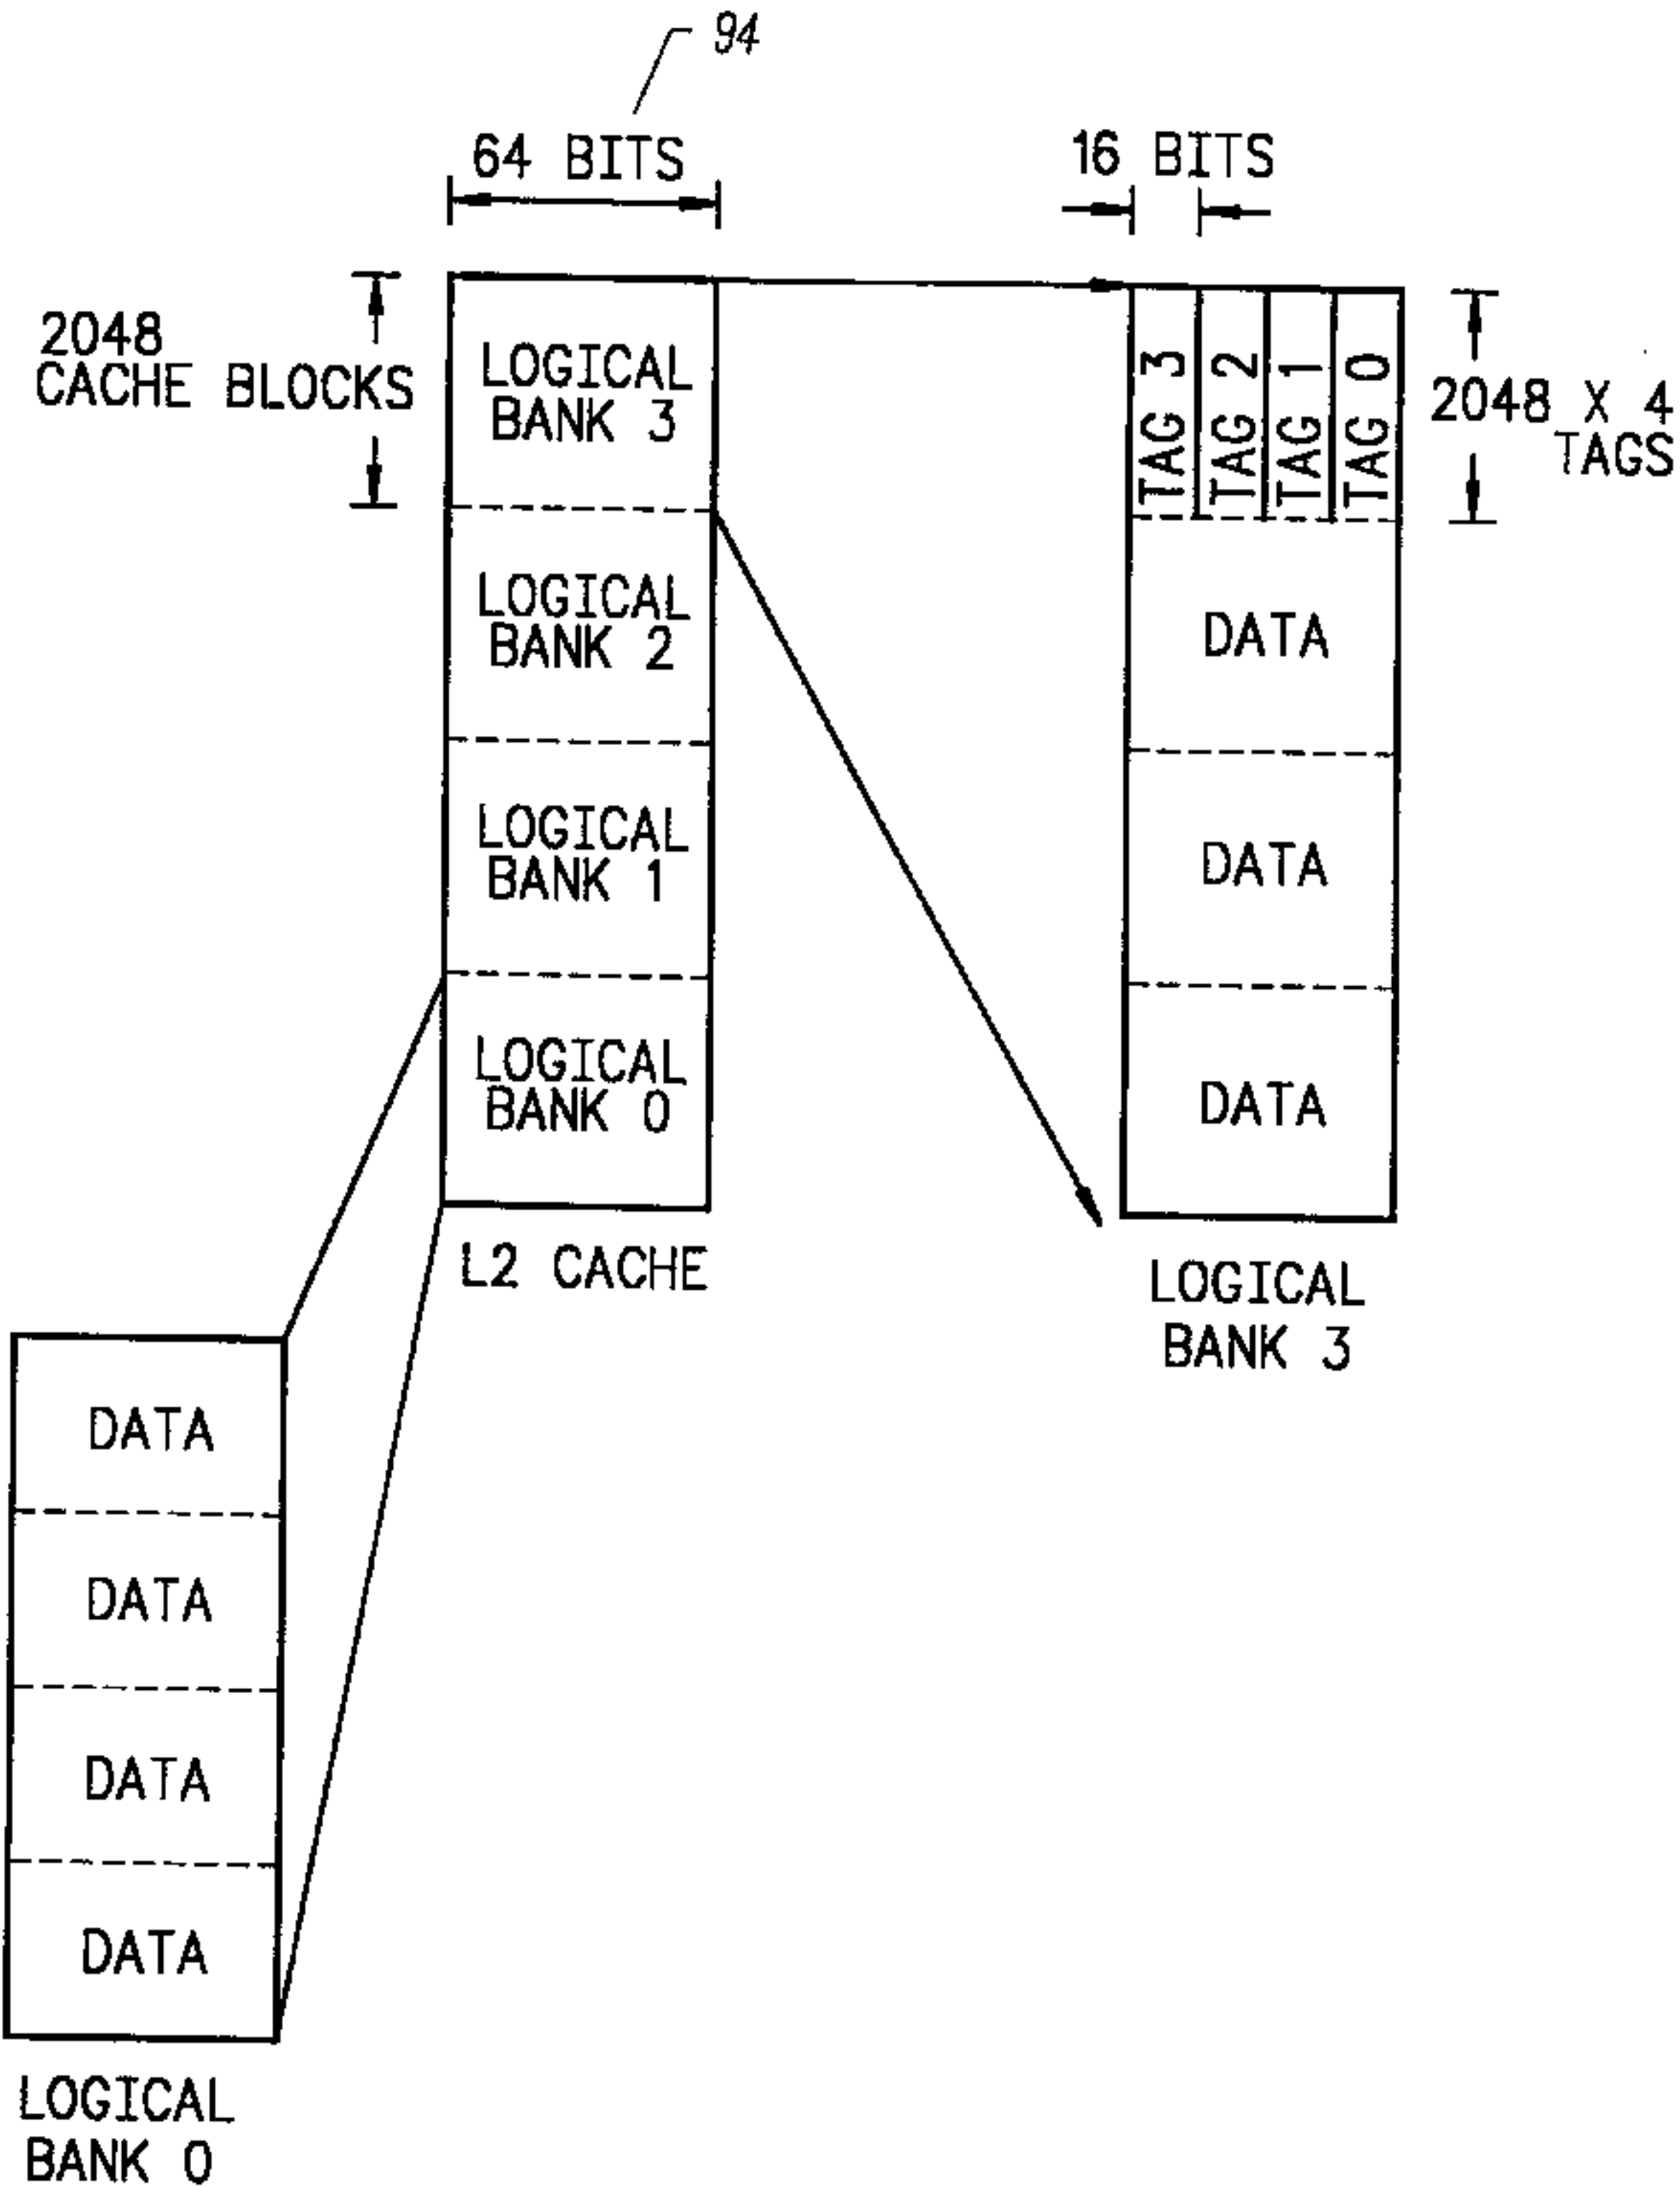 94
64 BITS
16 BITS
2048
CACHE BLOCKS
LOGICAL
BANK 3
LOGICAL
BANK 2
LOGICAL
BANK 1
LOGICAL
BANK 0
L2 CACHE
TAG 3
TAG 2
TAG 1
TAG 0
2048 X 4
TAGS
DATA
DATA
DATA
LOGICAL
BANK 3
DATA
DATA
DATA
DATA
LOGICAL
BANK 0